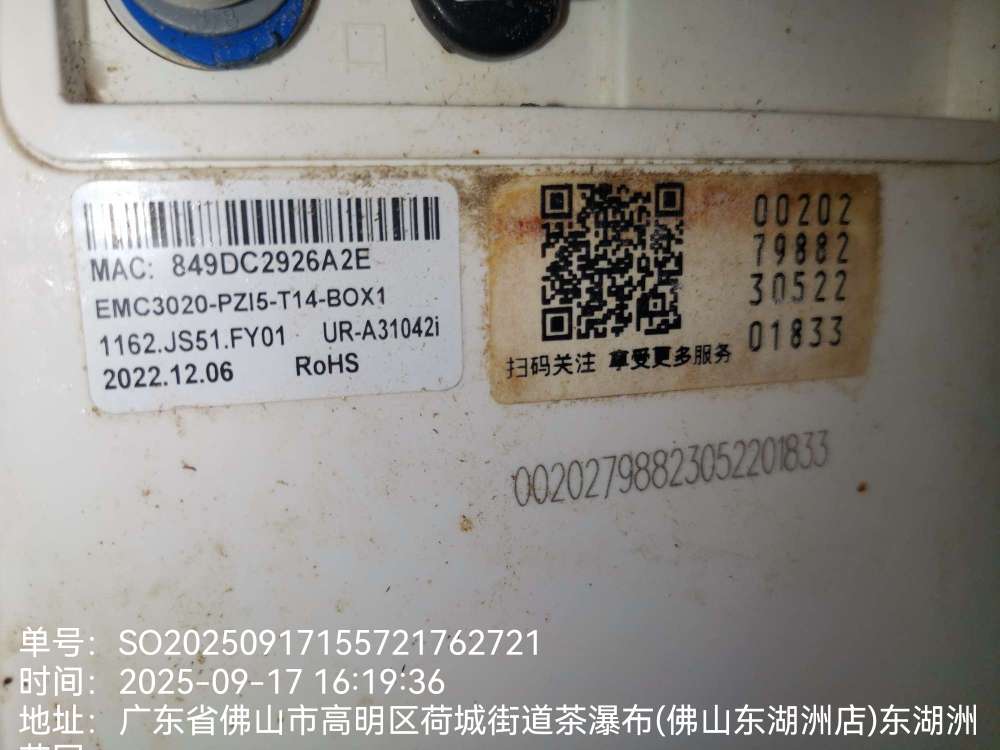 MAC: 849DC2926A2E
EMC3020-PZI5-T14-BOX1
1162.JS51.FY01 UR-A31042i
2022.12.06 RoHS
00202
79882
30522
01833
扫码关注 享受更多服务
00202798823052201833
单号：SO20250917155721762721
时间：2025-09-17 16:19:36
地址：广东省佛山市高明区荷城街道茶瀑布(佛山东湖洲店)东湖洲